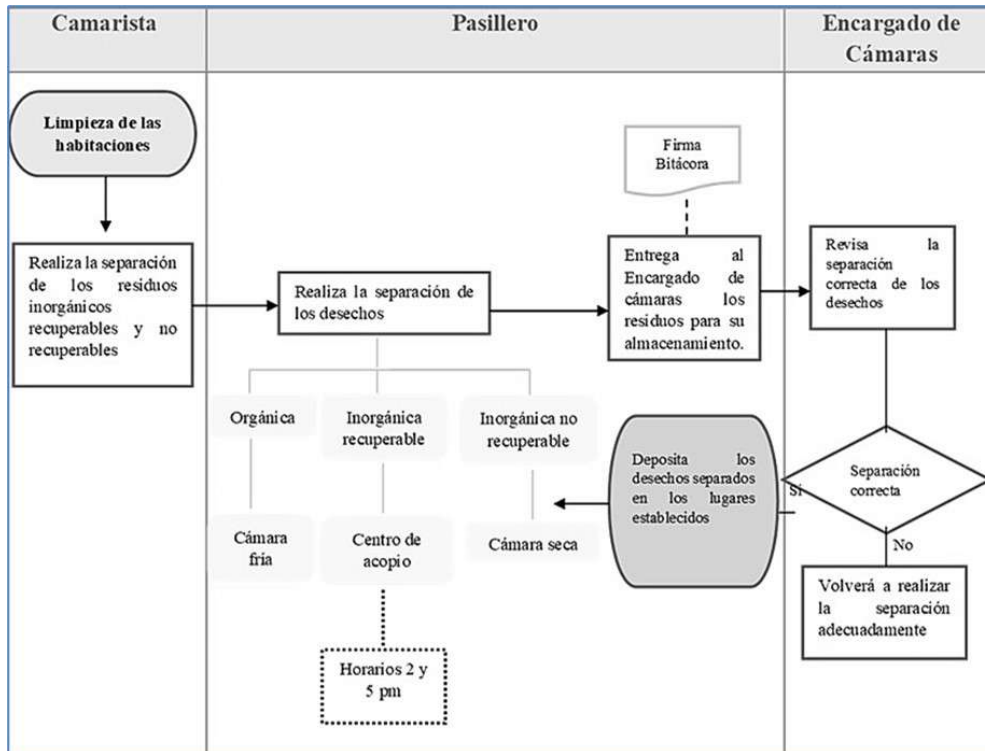 Camarista
Pasillero
Encargado de
Cámaras
Limpieza de las
habitaciones
Realiza la separación
de los residuos
inorgánicos
recuperables y no
recuperables
Realiza la separación de
los desechos
Orgánica
Inorgánica
recuperable
Inorgánica no
recuperable
Cámara
fria
Centro de
acopio
Cámara seca
Horarios 2 y
5 pm
Firma
Bitácora
Entrega al
Encargado de
cámaras los
residuos para su
almacenamiento.
Deposita los
desechos separados
en los lugares
establecidos
Revisa la
separación
correcta de los
desechos
Separación
correcta
Si
No
Volverá a realizar
la separación
adecuadamente